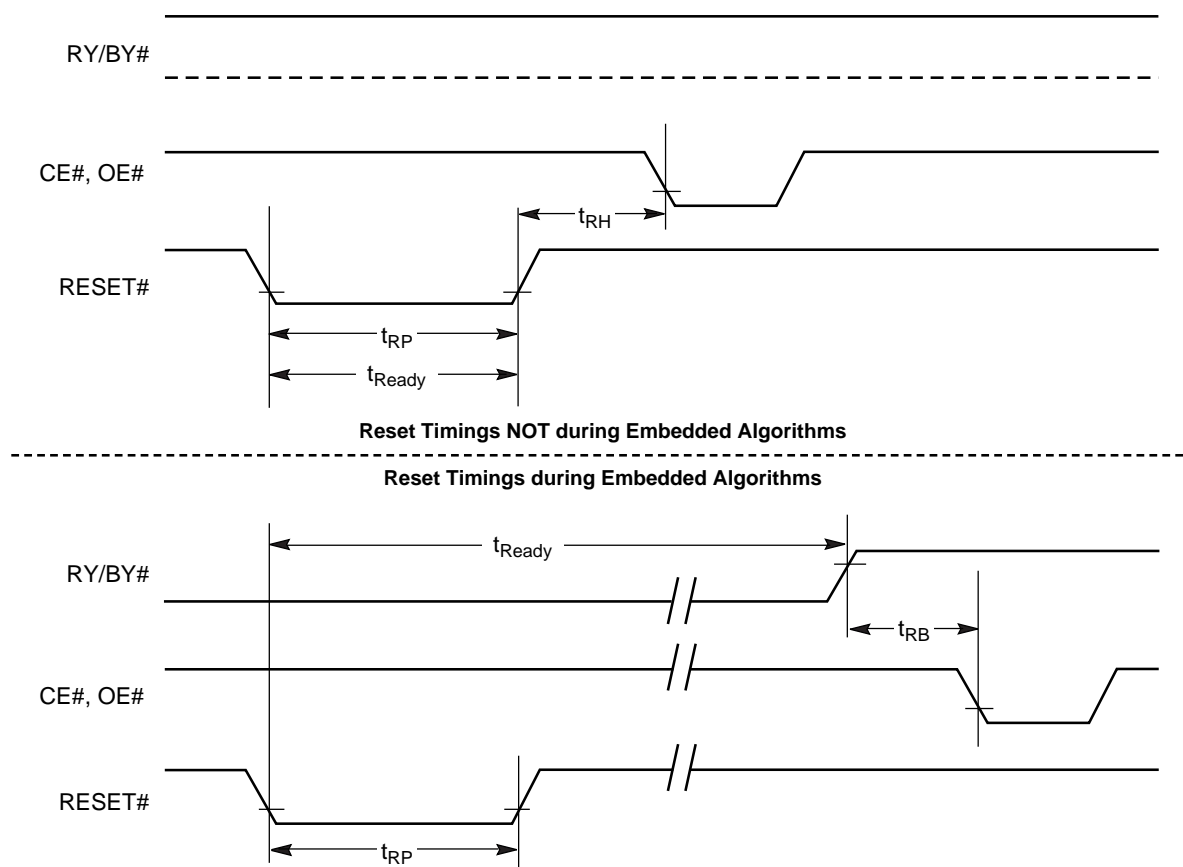 RY/BY#
CE#, OE#
tRH
RESET#
tRP
tReady
Reset Timings NOT during Embedded Algorithms
Reset Timings during Embedded Algorithms
tReady
RY/BY#
tRB
CE#, OE#
RESET#
tRP